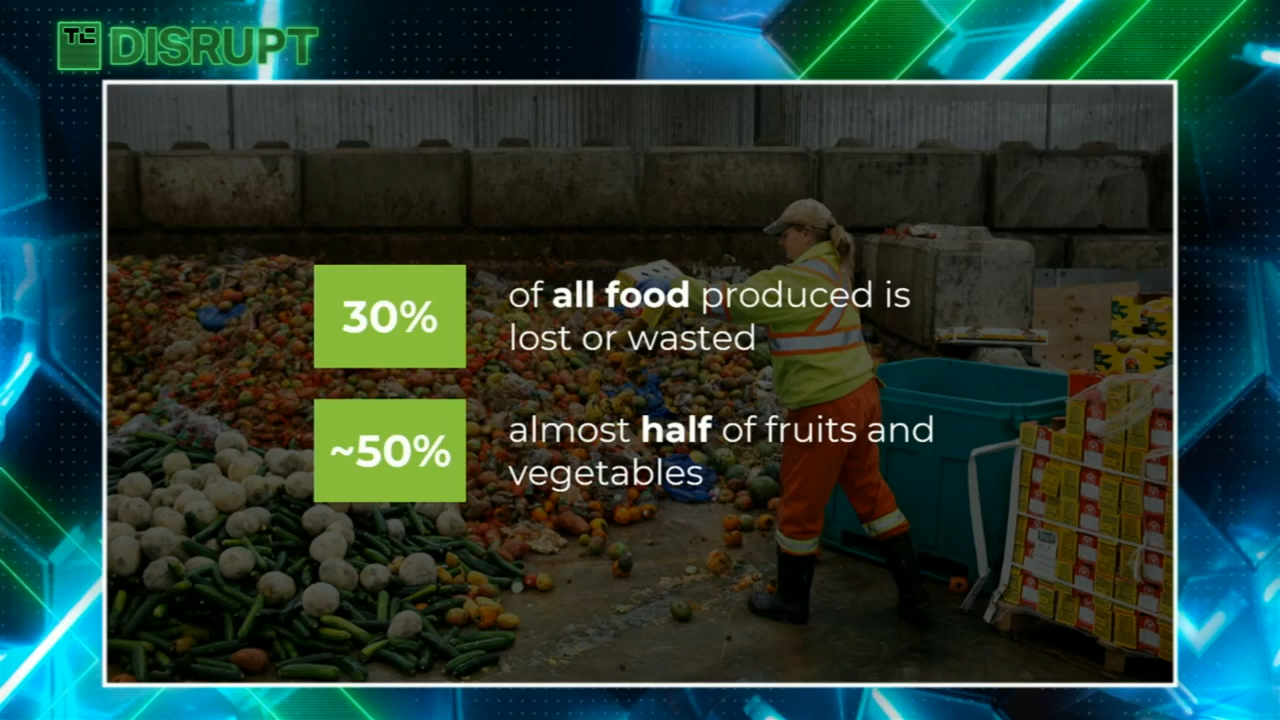 TC DISRUPT
30%
of all food produced is
lost or wasted
~50%
almost half of fruits and
vegetables